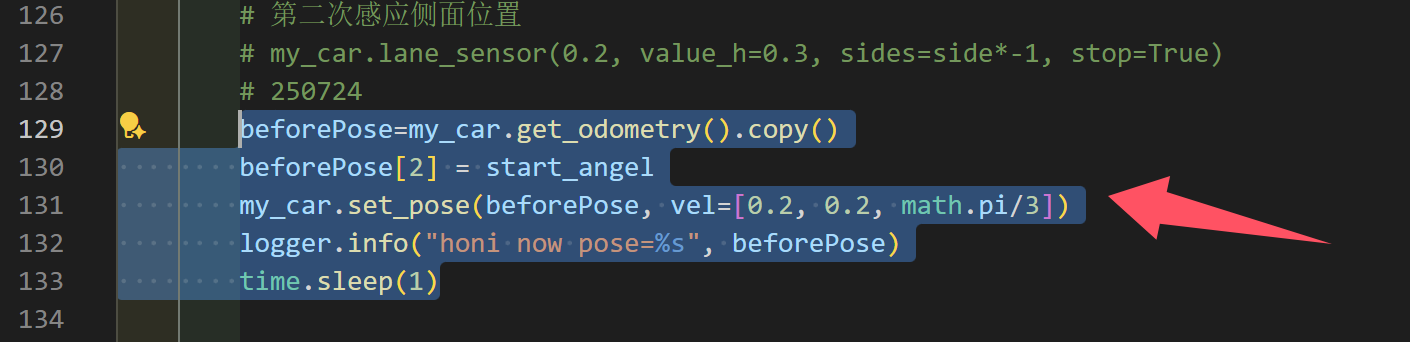 126 # 第二次感应侧面位置
127 # my_car.lane_sensor(0.2, value_h=0.3, sides=side*-1, stop=True)
128 # 250724
129 beforePose=my_car.get_odometry().copy()
130 beforePose[2] = start_angel
131 my_car.set_pose(beforePose, vel=[0.2, 0.2, math.pi/3])
132 logger.info("honi now pose=%s", beforePose)
133 time.sleep(1)
134